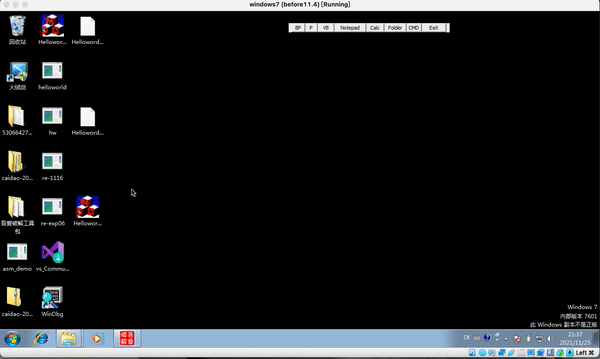 windows7 (before11.4) [Running]
BP P VB Notepad Calc Folder CMD Exit
回收站 Hellowor... Helloword...
火绒剑 helloworld
53066427... hw Helloword...
caidao-20... re-1116
吾爱破解工具包 re-exp06 Hellowor...
asm_demo vs_Commu...
caidao-20... WinDbg
Windows 7
内部版本 7601
此 Windows 副本不是正版
21:37
2021/11/25
Left ⌘